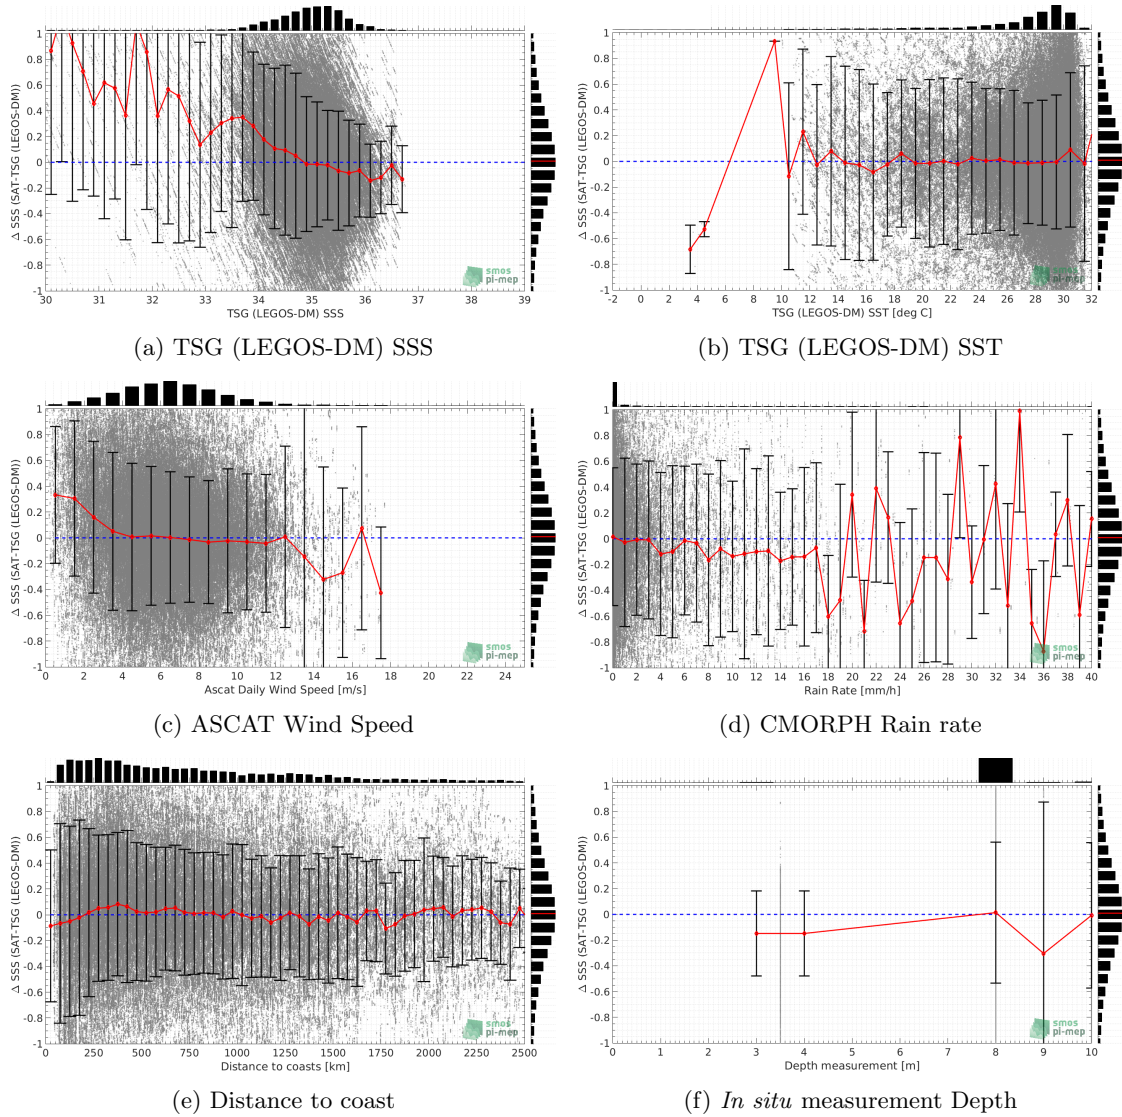 1
0.8
0.6
0.4
0.2
0
-0.2
-0.4
-0.6
-0.8
-1
Δ SSS (SAT-TSG (LEGOS-DM))
30 31 32 33 34 35 36 37 38 39
TSG (LEGOS-DM) SSS
smos
pi-mep
(a) TSG (LEGOS-DM) SSS
1
0.8
0.6
0.4
0.2
0
-0.2
-0.4
-0.6
-0.8
-1
Δ SSS (SAT-TSG (LEGOS-DM))
-2 0 2 4 6 8 10 12 14 16 18 20 22 24 26 28 30 32
TSG (LEGOS-DM) SST [deg C]
smos
pi-mep
(b) TSG (LEGOS-DM) SST
1
0.8
0.6
0.4
0.2
0
-0.2
-0.4
-0.6
-0.8
-1
Δ SSS (SAT-TSG (LEGOS-DM))
0 2 4 6 8 10 12 14 16 18 20 22 24
Ascat Daily Wind Speed [m/s]
smos
pi-mep
(c) ASCAT Wind Speed
1
0.8
0.6
0.4
0.2
0
-0.2
-0.4
-0.6
-0.8
-1
Δ SSS (SAT-TSG (LEGOS-DM))
0 2 4 6 8 10 12 14 16 18 20 22 24 26 28 30 32 34 36 38 40
Rain Rate [mm/h]
smos
pi-mep
(d) CMORPH Rain rate
1
0.8
0.6
0.4
0.2
0
-0.2
-0.4
-0.6
-0.8
-1
Δ SSS (SAT-TSG (LEGOS-DM))
0 250 500 750 1000 1250 1500 1750 2000 2250 2500
Distance to coasts [km]
smos
pi-mep
(e) Distance to coast
1
0.8
0.6
0.4
0.2
0
-0.2
-0.4
-0.6
-0.8
-1
Δ SSS (SAT-TSG (LEGOS-DM))
0 1 2 3 4 5 6 7 8 9 10
Depth measurement [m]
smos
pi-mep
(f) In situ measurement Depth